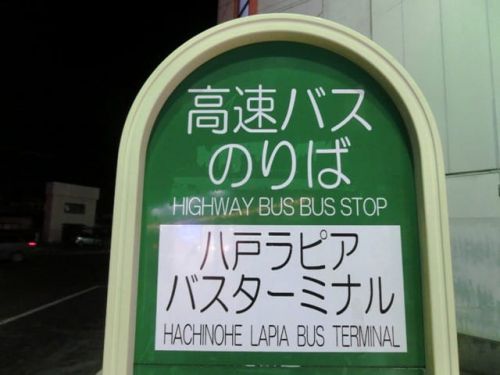 高速バス
のりば
HIGHWAY BUS BUS STOP
八戸ラピア
バスターミナル
HACHINOHE LAPIA BUS TERMINAL